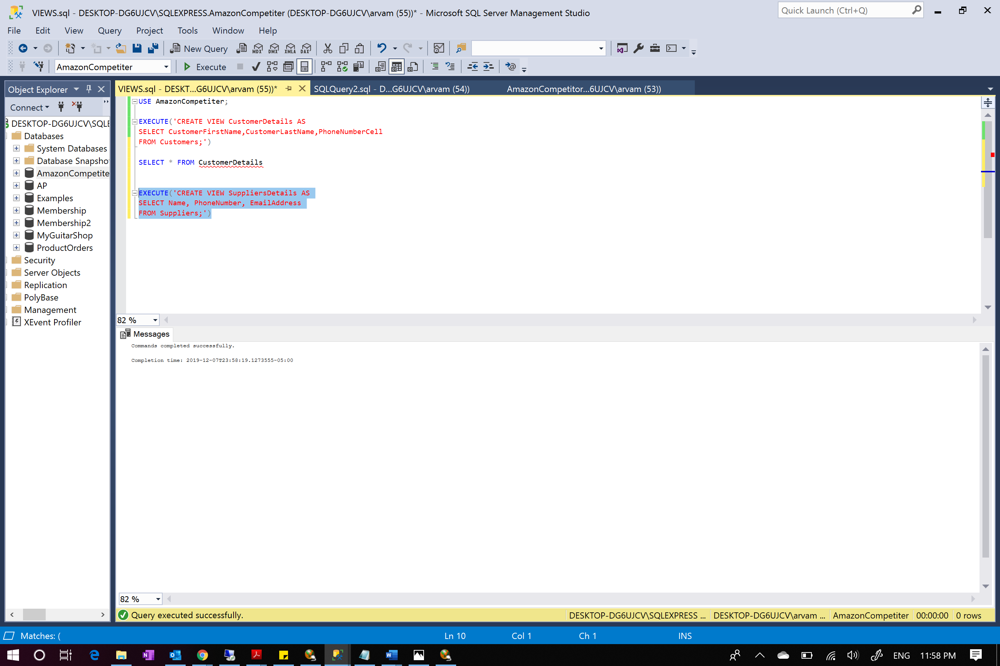 VIEWS.sql - DESKTOP-DG6UJCV\SQLEXPRESS.AmazonCompetiter (DESKTOP-DG6UJCV\arvam (55))* - Microsoft SQL Server Management Studio
Quick Launch (Ctrl+Q)
File Edit View Query Project Tools Window Help
New Query MDX DMX XMLA DAX
AmazonCompetiter Execute
Object Explorer
VIEWS.sql - DESKT...G6UJCV\arvam (55))* SQLQuery2.sql - D...G6UJCV\arvam (54)) AmazonCompetitor...6UJCV\arvam (53))
Connect
DESKTOP-DG6UJCV\SQLE
Databases
System Databases
Database Snapsho
AmazonCompetite
AP
Examples
Membership
Membership2
MyGuitarShop
ProductOrders
Security
Server Objects
Replication
PolyBase
Management
XEvent Profiler
USE AmazonCompetiter;
EXECUTE('CREATE VIEW CustomerDetails AS
SELECT CustomerFirstName,CustomerLastName,PhoneNumberCell
FROM Customers;')
SELECT * FROM CustomerDetails
EXECUTE('CREATE VIEW SuppliersDetails AS
SELECT Name, PhoneNumber, EmailAddress
FROM Suppliers;')
82 %
Messages
Commands completed successfully.
Completion time: 2019-12-07T23:58:19.1273555-05:00
82 %
Query executed successfully. DESKTOP-DG6UJCV\SQLEXPRESS ... DESKTOP-DG6UJCV\arvam ... AmazonCompetiter 00:00:00 0 rows
Matches: ( Ln 10 Col 1 Ch 1 INS
ENG 11:58 PM